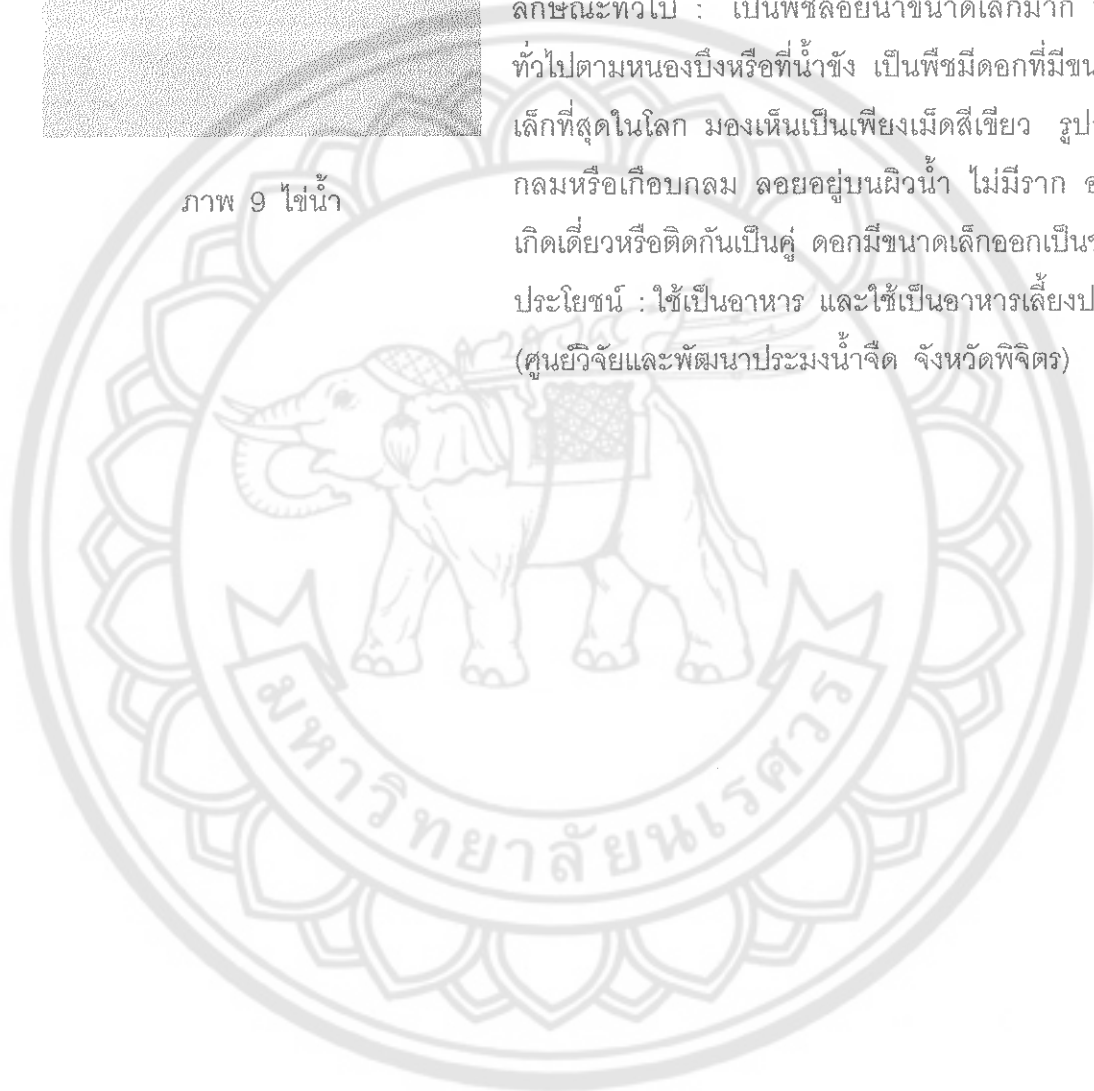 ลักษณะทั่วไป : เป็นพืชลอยน้ำขนาดเล็กมาก
ทั่วไปตามหนองบึงหรือที่น้ำขัง เป็นพืชมีดอกที่มีขน
เล็กที่สุดในโลก มองเห็นเป็นเพียงเม็ดสีเขียว รูป
กลมหรือเกือบกลม ลอยอยู่บนผิวน้ำ ไม่มีราก
เกิดเดี่ยวหรือติดกันเป็นคู่ ดอกมีขนาดเล็กออกเป็น
ประโยชน์ : ใช้เป็นอาหาร และใช้เป็นอาหารเลี้ยงป
(ศูนย์วิจัยและพัฒนาประมงน้ำจืด จังหวัดพิจิตร)
ภาพ 9 ไข่น้ำ
มหาวิทยาลัยนเรศวร